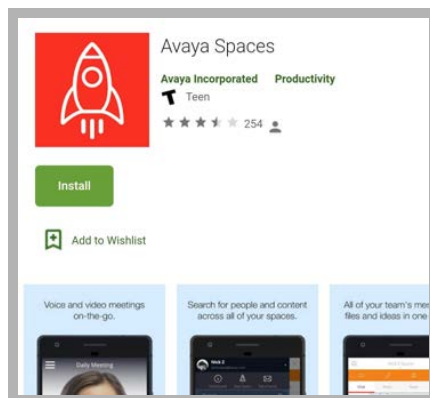 Avaya Spaces
Avaya Incorporated Productivity
T Teen
254
Install
Add to Wishlist
Voice and video meetings
on-the-go.
Search for people and content
across all of your spaces.
All of your team's mee
files and ideas in one
Daily Meeting
Nick Z